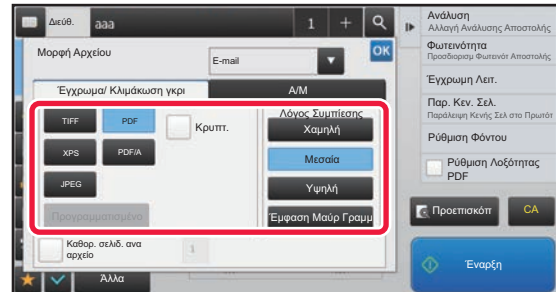 Διεύθ. aaa 1 +
Μορφή Αρχείου
E-mail
OK
Έγχρωμα/ Κλιμάκωση γκρι
Α/Μ
TIFF PDF Κρυπτ.
XPS PDF/A
JPEG
Προγραμματισμένο
Λόγος Συμπίεσης
Χαμηλή
Μεσαία
Υψηλή
Έμφαση Μαύρ Γραμμ
Καθορ. σελιδ. ανα
αρχείο
1
Άλλα
Ανάλυση
Αλλαγή Ανάλυσης Αποστολής
Φωτεινότητα
Προσδιορισμ Φωτεινότ Αποστολής
Έγχρωμη Λειτ.
Παρ. Κεν. Σελ.
Παράλειψη Κενής Σελ στο Πρωτότ
Ρύθμιση Φόντου
Ρύθμιση Λοξότητας
PDF
Προεπισκόπ
CA
Έναρξη